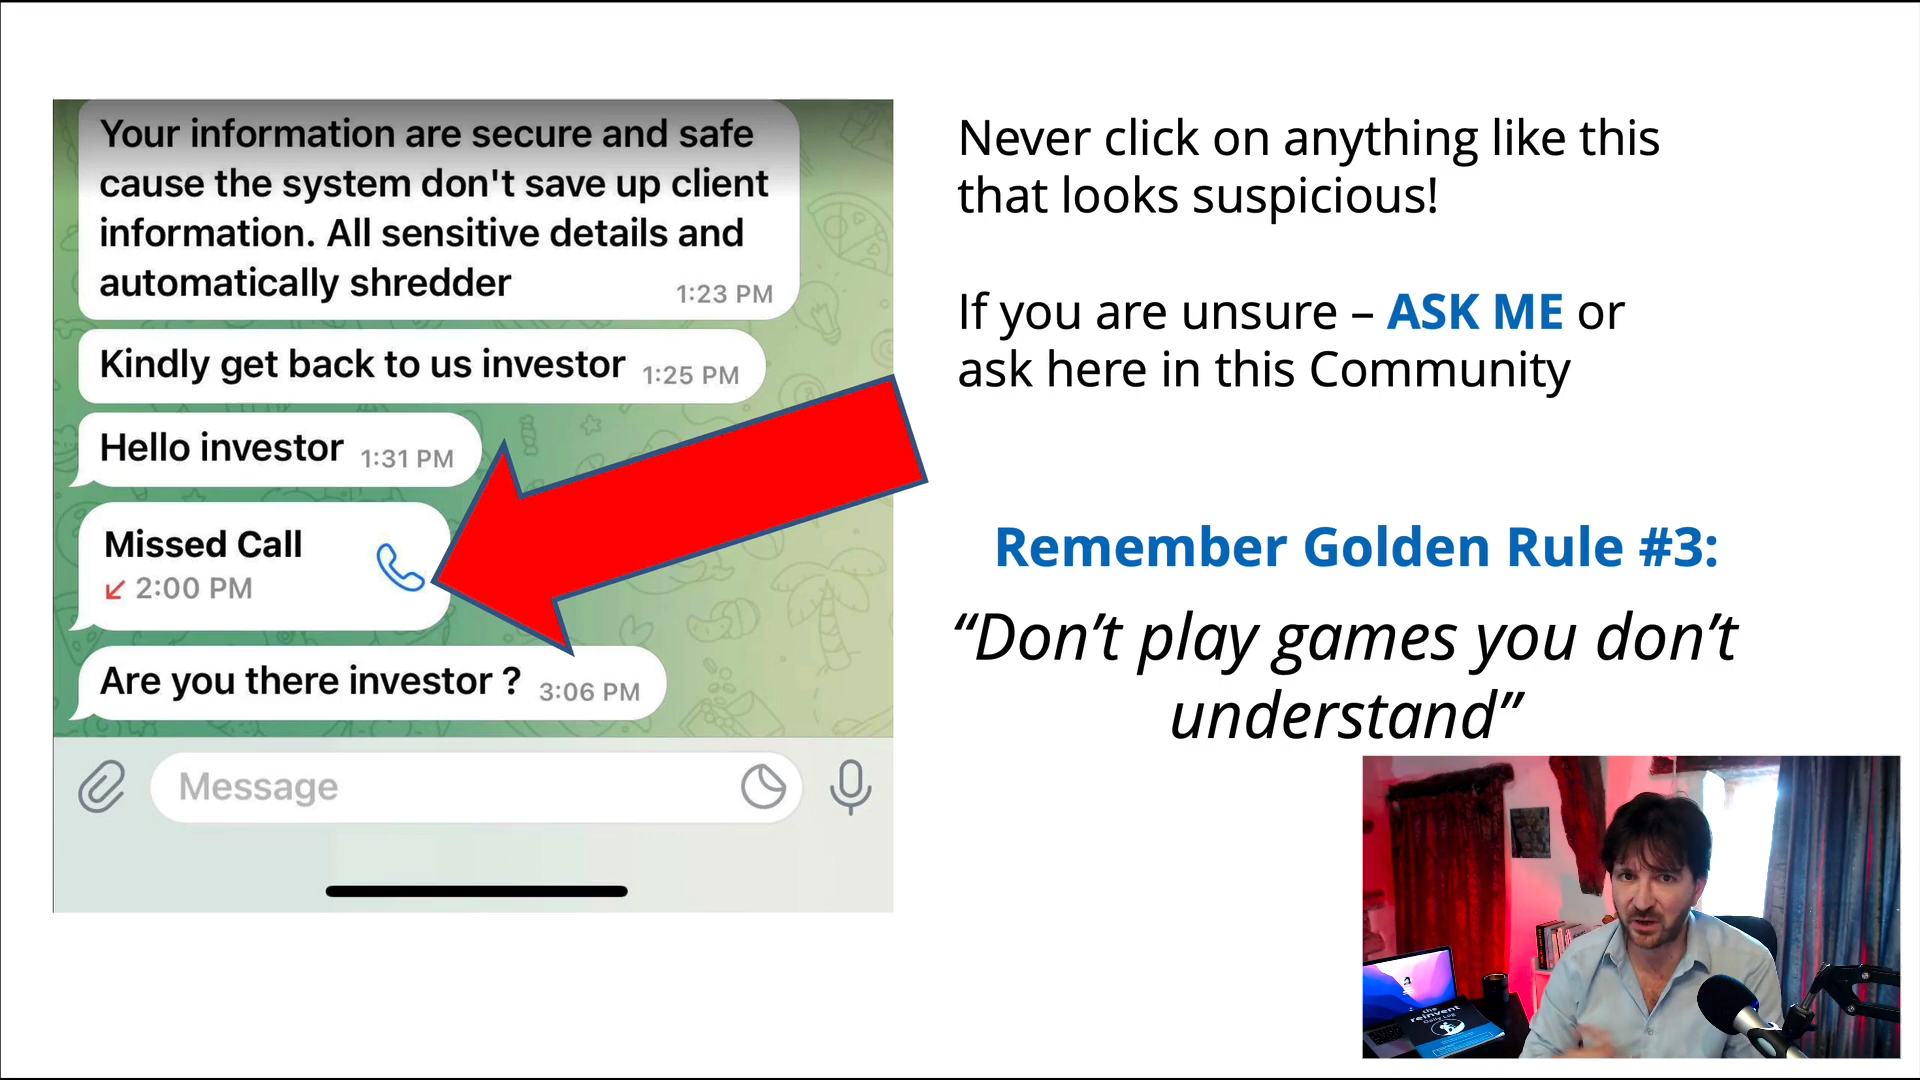 Your information are secure and safe
cause the system don't save up client
information. All sensitive details and
automatically shredder
1:23 PM
Kindly get back to us investor 1:25 PM
Hello investor 1:31 PM
Missed Call
2:00 PM
Are you there investor ? 3:06 PM
Message
Never click on anything like this
that looks suspicious!
If you are unsure – ASK ME or
ask here in this Community
Remember Golden Rule #3:
“Don’t play games you don’t
understand”
the
reinvent
Daily Log